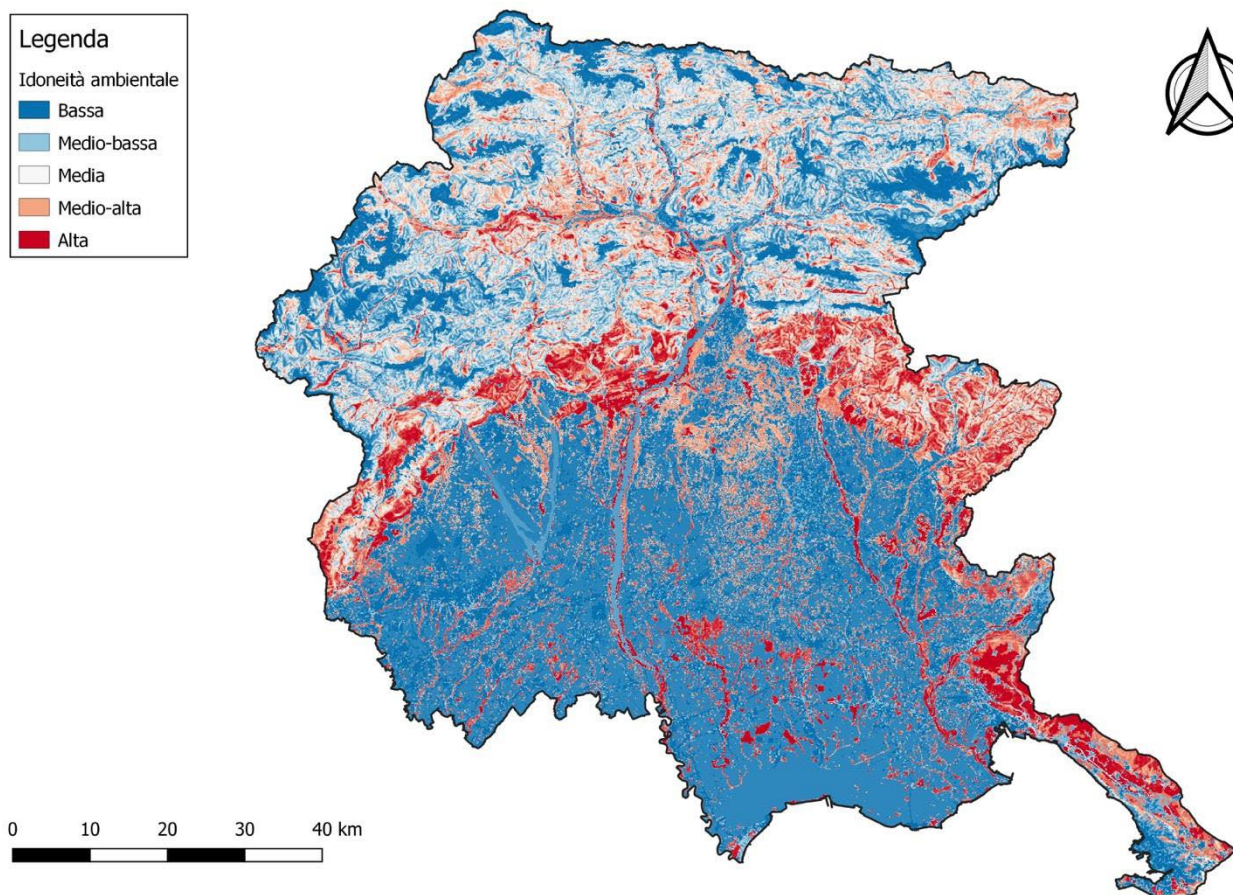 Legenda
Idoneità ambientale
Bassa
Medio-bassa
Media
Medio-alta
Alta
0 10 20 30 40 km